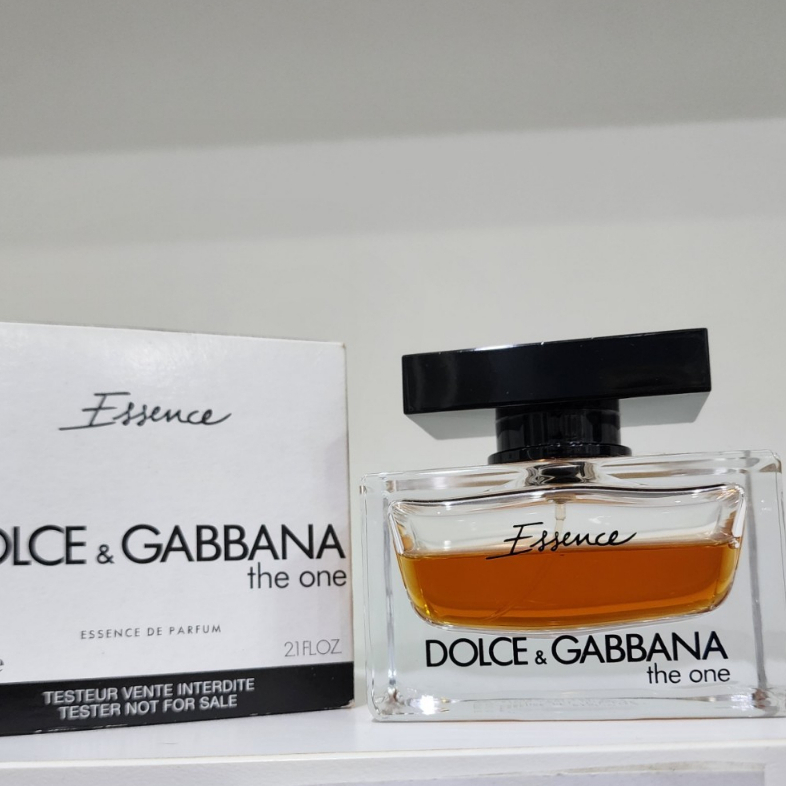 Essence
OLCE & GABBANA
the one
ESSENCE DE PARFUM
2.1 FL.OZ.
TESTEUR VENTE INTERDITE
TESTER NOT FOR SALE
Essence
DOLCE & GABBANA
the one